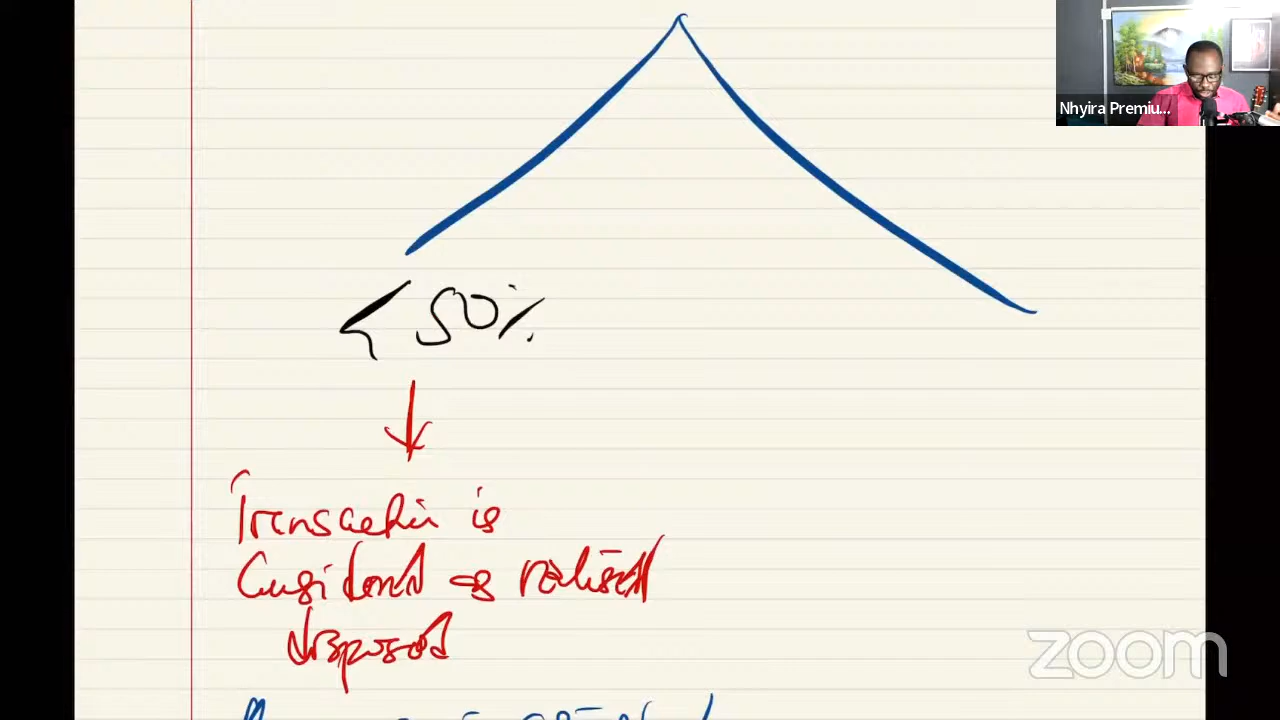 Nhyira Premiu...
< 50%
Transaction is
Considered as realised
disposed
zoom